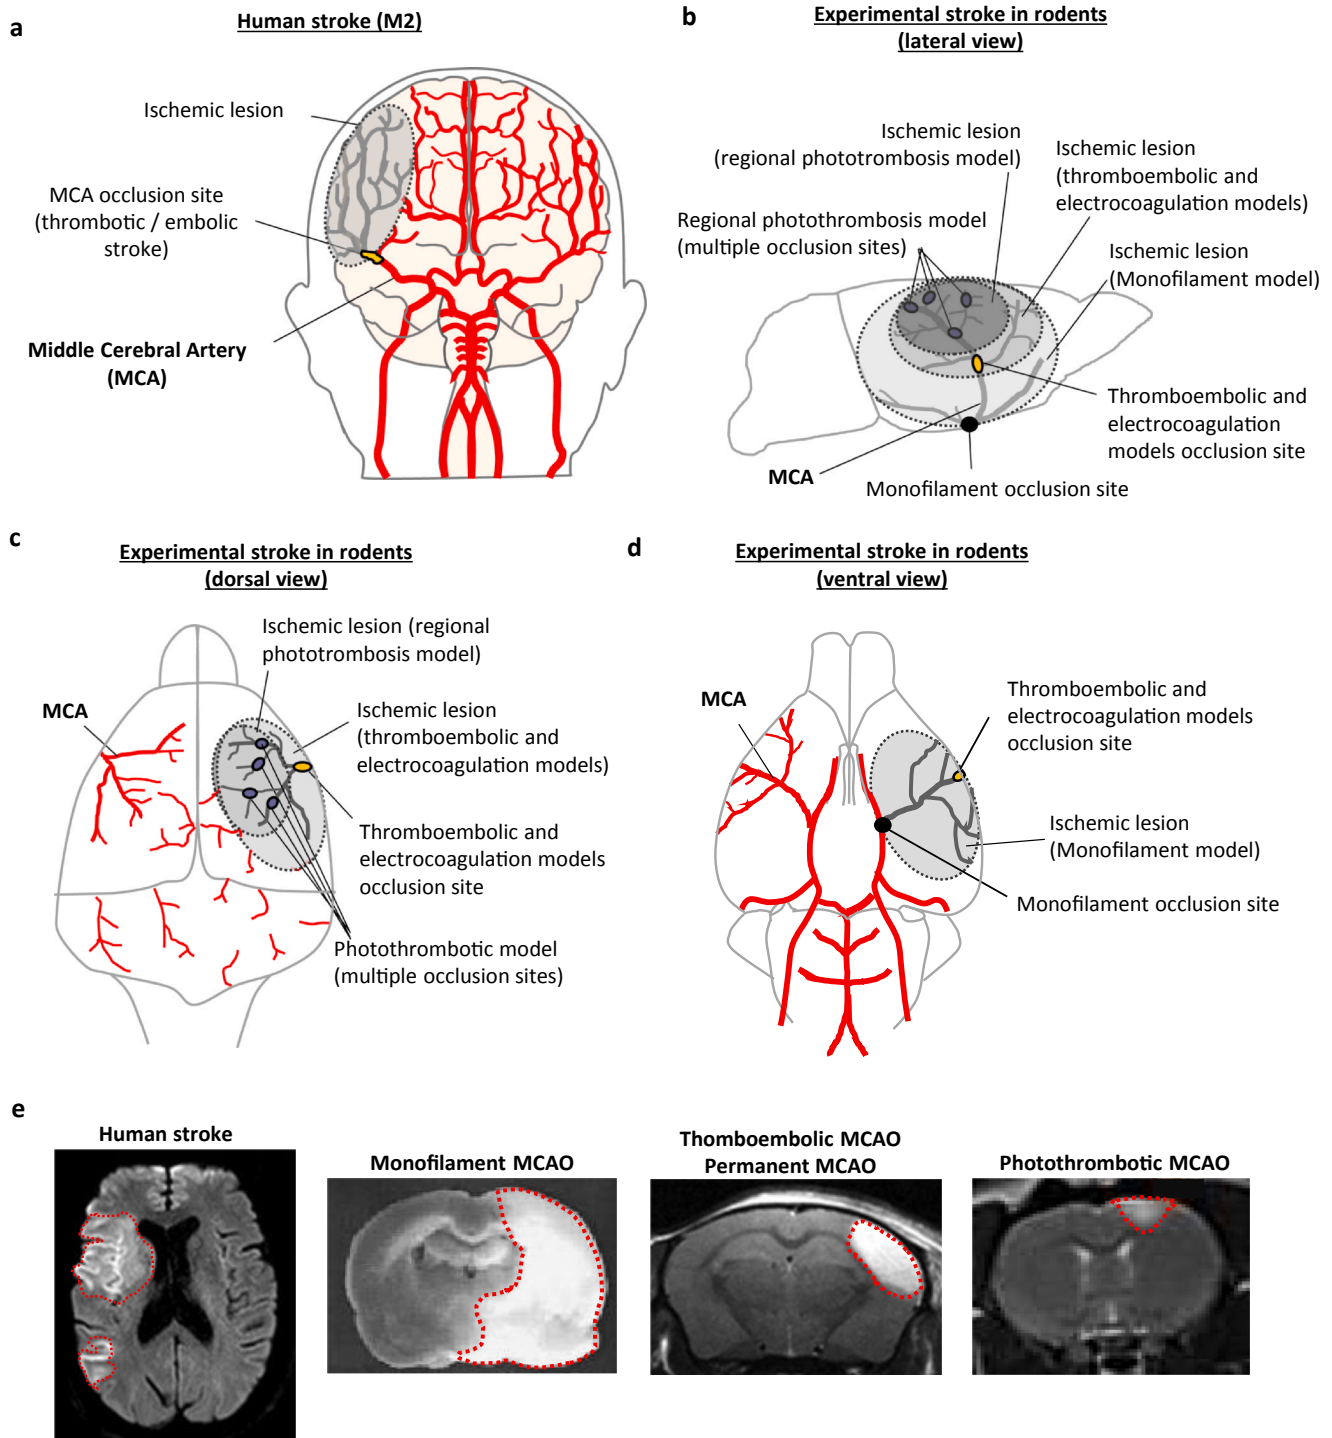 a
Human stroke (M2)
Ischemic lesion
MCA occlusion site
(thrombotic / embolic
stroke)
Middle Cerebral Artery
(MCA)
b
Experimental stroke in rodents
(lateral view)
Ischemic lesion
(regional phototrombosis model)
Ischemic lesion
(thromboembolic and
electrocoagulation models)
Regional photothrombosis model
(multiple occlusion sites)
Ischemic lesion
(Monofilament model)
Thromboembolic and
electrocoagulation
models occlusion site
MCA
Monofilament occlusion site
c
Experimental stroke in rodents
(dorsal view)
Ischemic lesion (regional
phototrombosis model)
MCA
Ischemic lesion
(thromboembolic and
electrocoagulation models)
Thromboembolic and
electrocoagulation models
occlusion site
Photothrombotic model
(multiple occlusion sites)
d
Experimental stroke in rodents
(ventral view)
MCA
Thromboembolic and
electrocoagulation models
occlusion site
Ischemic lesion
(Monofilament model)
Monofilament occlusion site
e
Human stroke
Monofilament MCAO
Thomboembolic MCAO
Permanent MCAO
Photothrombotic MCAO